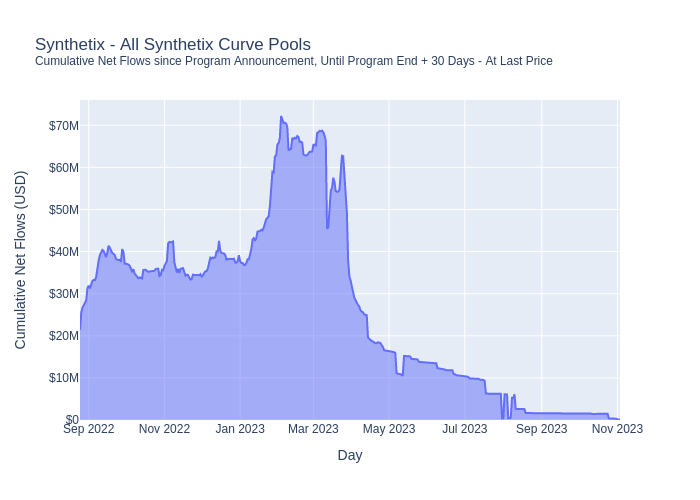 Synthetix - All Synthetix Curve Pools
Cumulative Net Flows since Program Announcement, Until Program End + 30 Days - At Last Price
Cumulative Net Flows (USD)
$70M
$60M
$50M
$40M
$30M
$20M
$10M
$0
Sep 2022 Nov 2022 Jan 2023 Mar 2023 May 2023 Jul 2023 Sep 2023 Nov 2023
Day